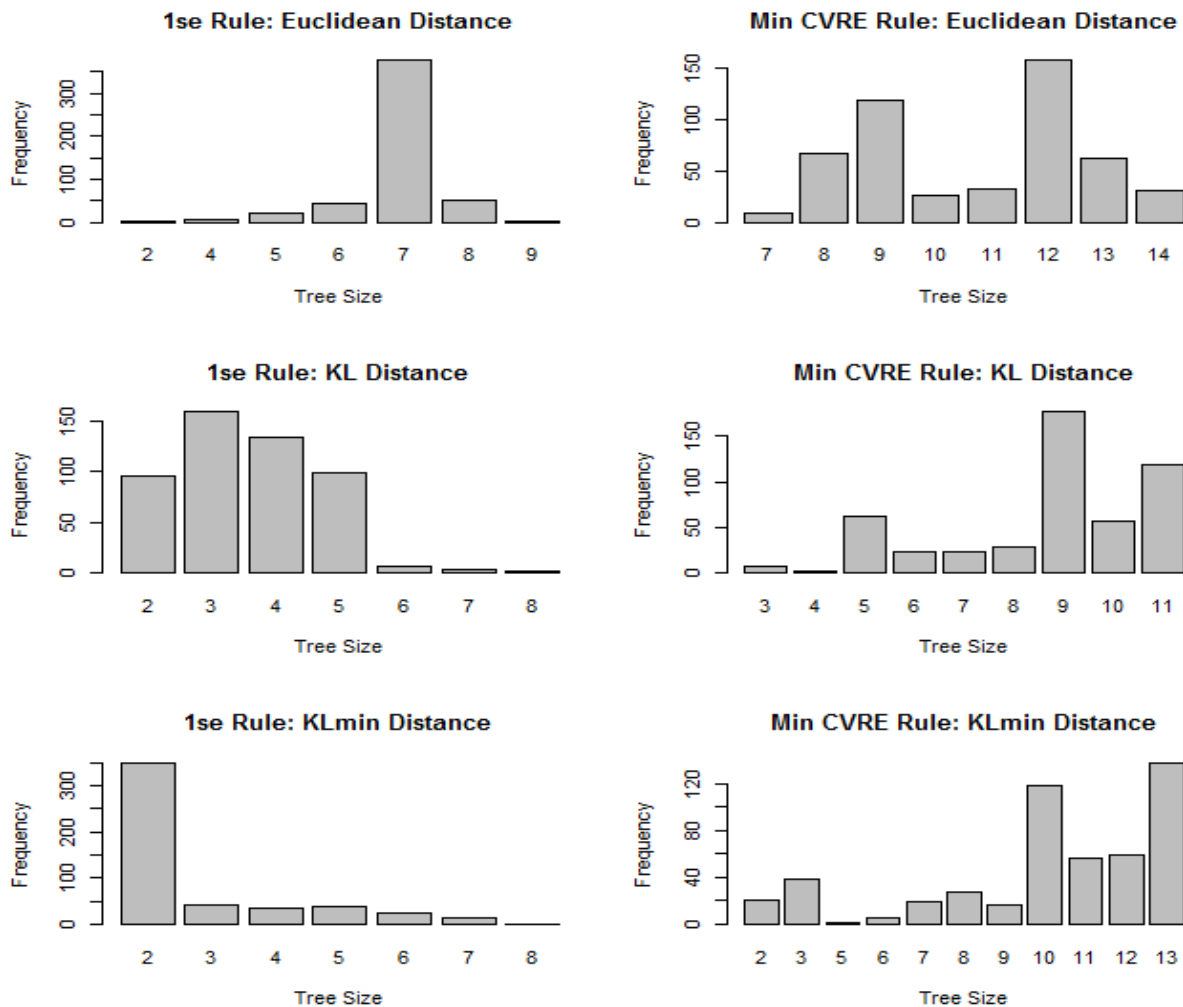 1se Rule: Euclidean Distance
Frequency
0 100 200 300
2 4 5 6 7 8 9
Tree Size
Min CVRE Rule: Euclidean Distance
Frequency
0 50 100 150
7 8 9 10 11 12 13 14
Tree Size
1se Rule: KL Distance
Frequency
0 50 100 150
2 3 4 5 6 7 8
Tree Size
Min CVRE Rule: KL Distance
Frequency
0 50 100 150
3 4 5 6 7 8 9 10 11
Tree Size
1se Rule: KLmin Distance
Frequency
0 100 200 300
2 3 4 5 6 7 8
Tree Size
Min CVRE Rule: KLmin Distance
Frequency
0 40 80 120
2 3 5 6 7 8 9 10 11 12 13
Tree Size